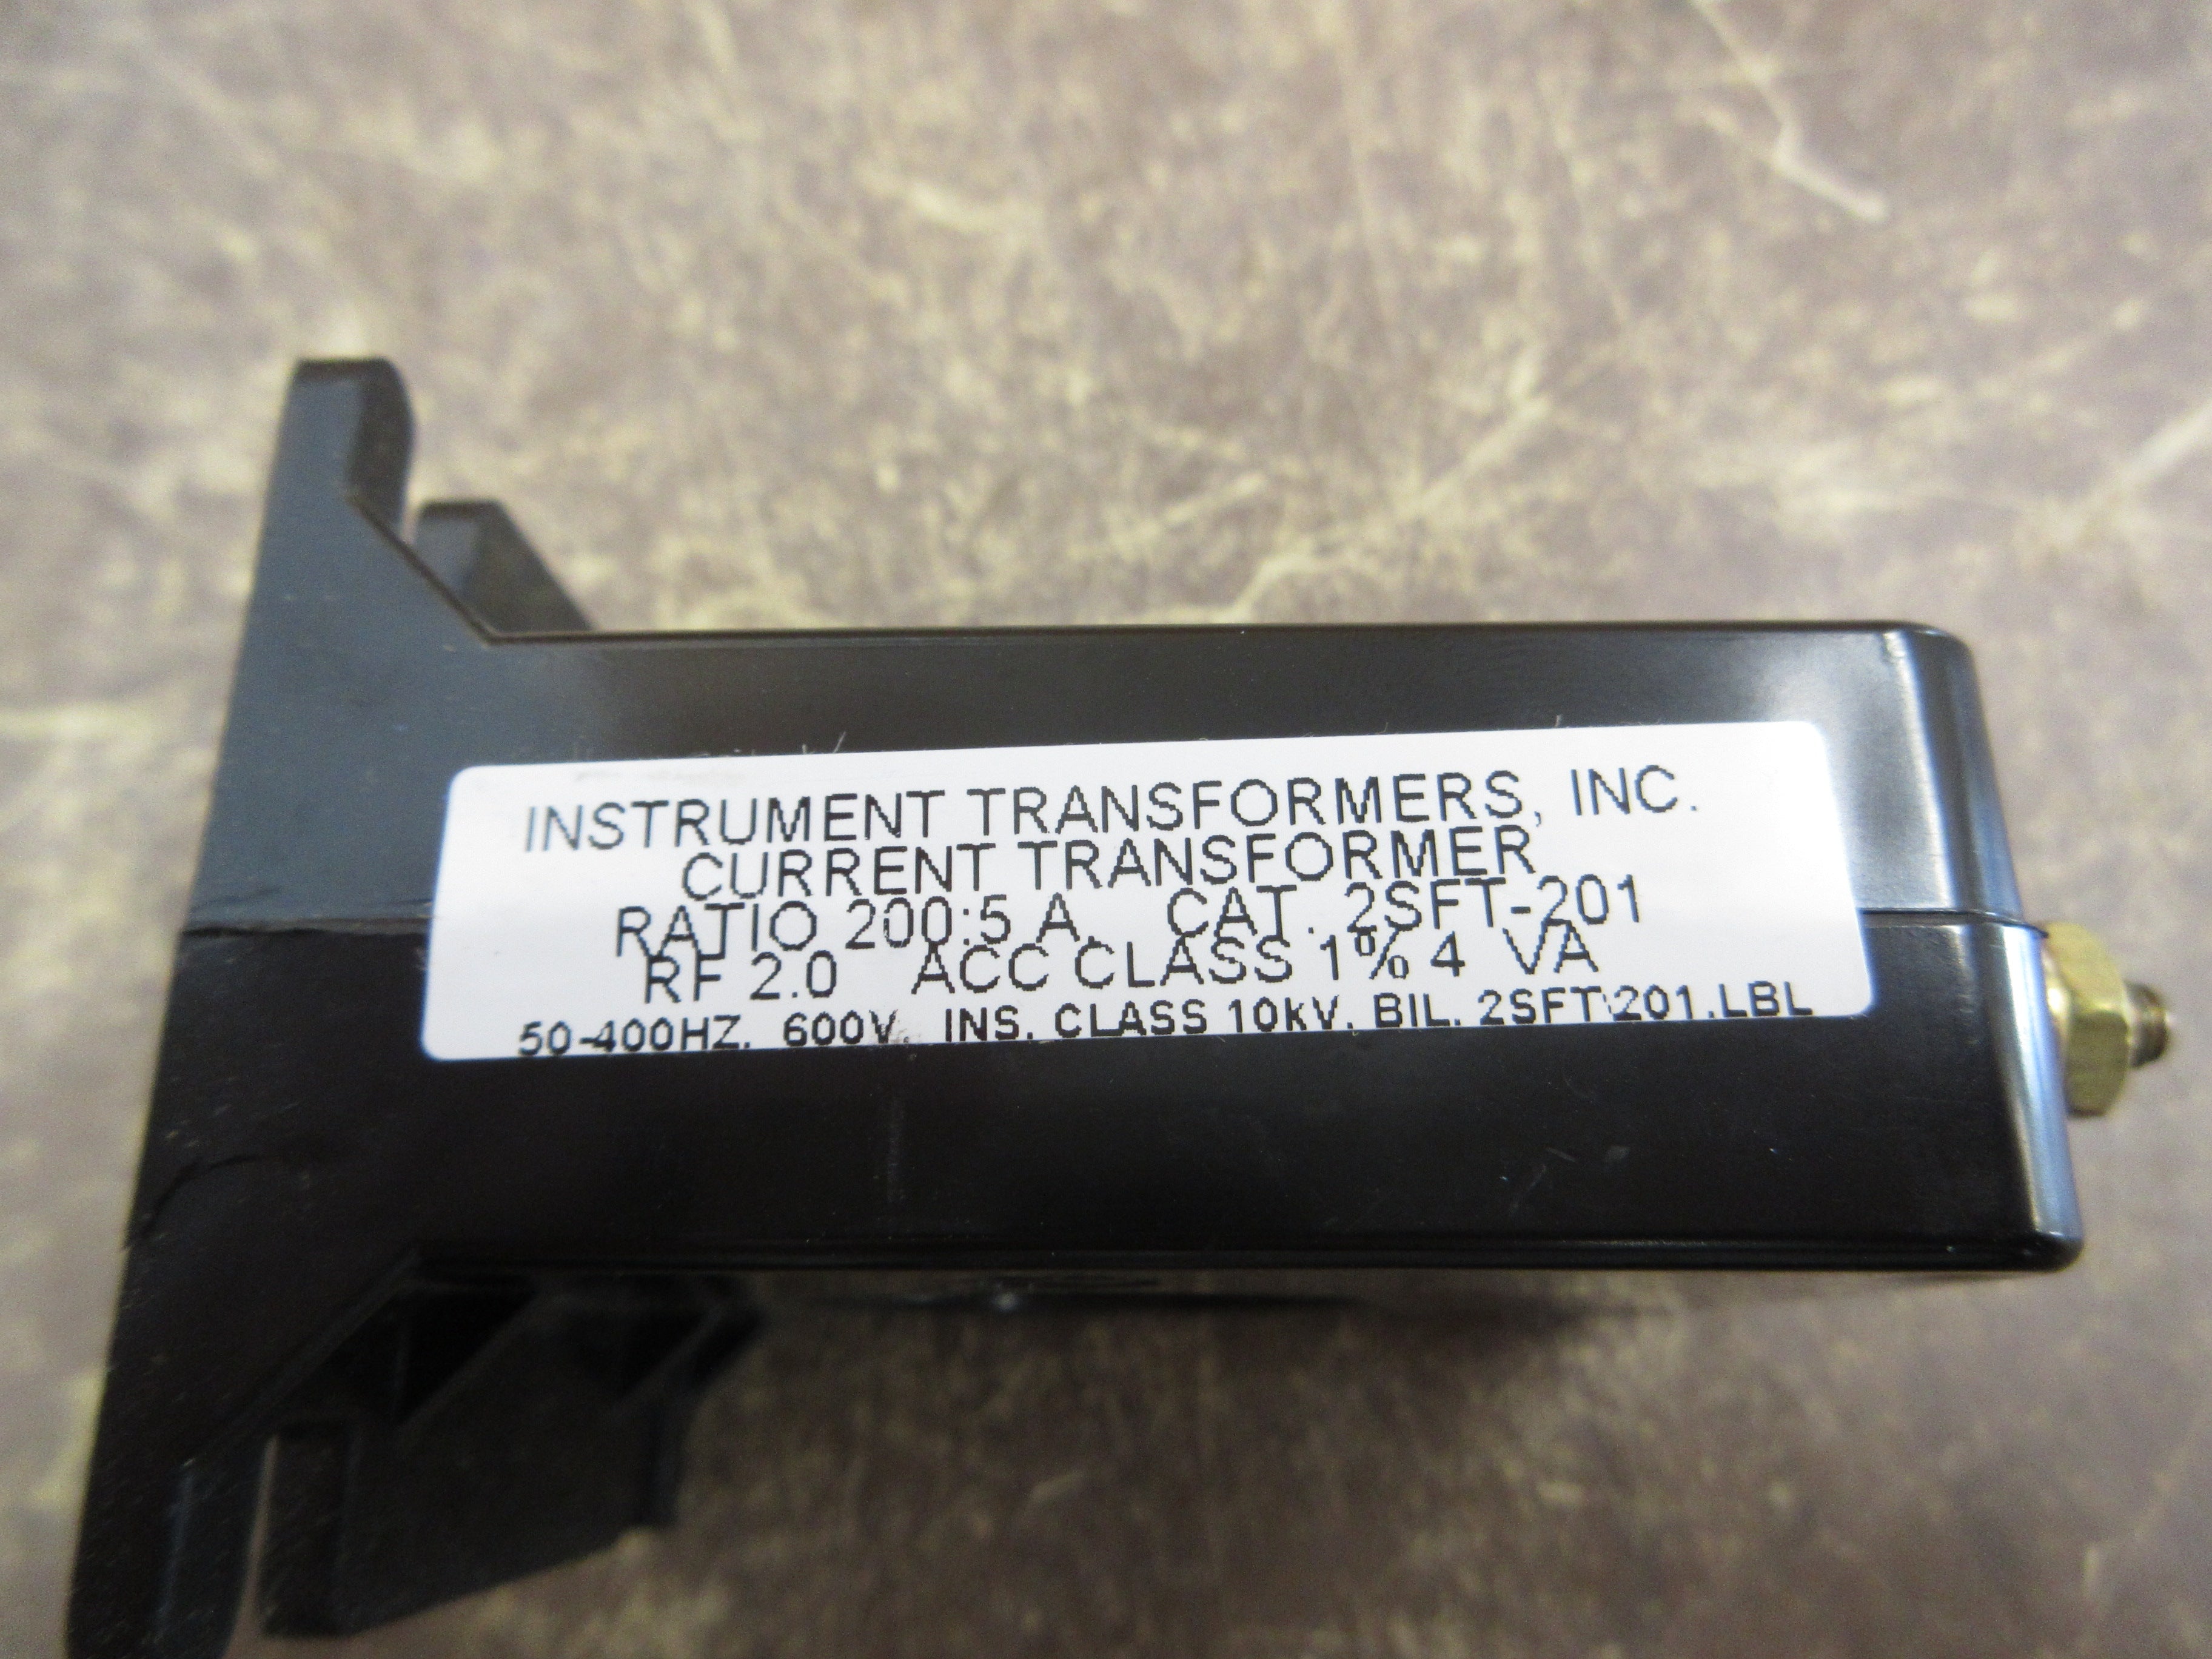 INSTRUMENT TRANSFORMERS, INC.
CURRENT TRANSFORMER
RATIO 200:5 A CAT. 2SFT-201
RF 2.0 ACC CLASS 1% 4 VA
50-400HZ. 600V. INS. CLASS 10kV. BIL. 2SFT\201.LBL